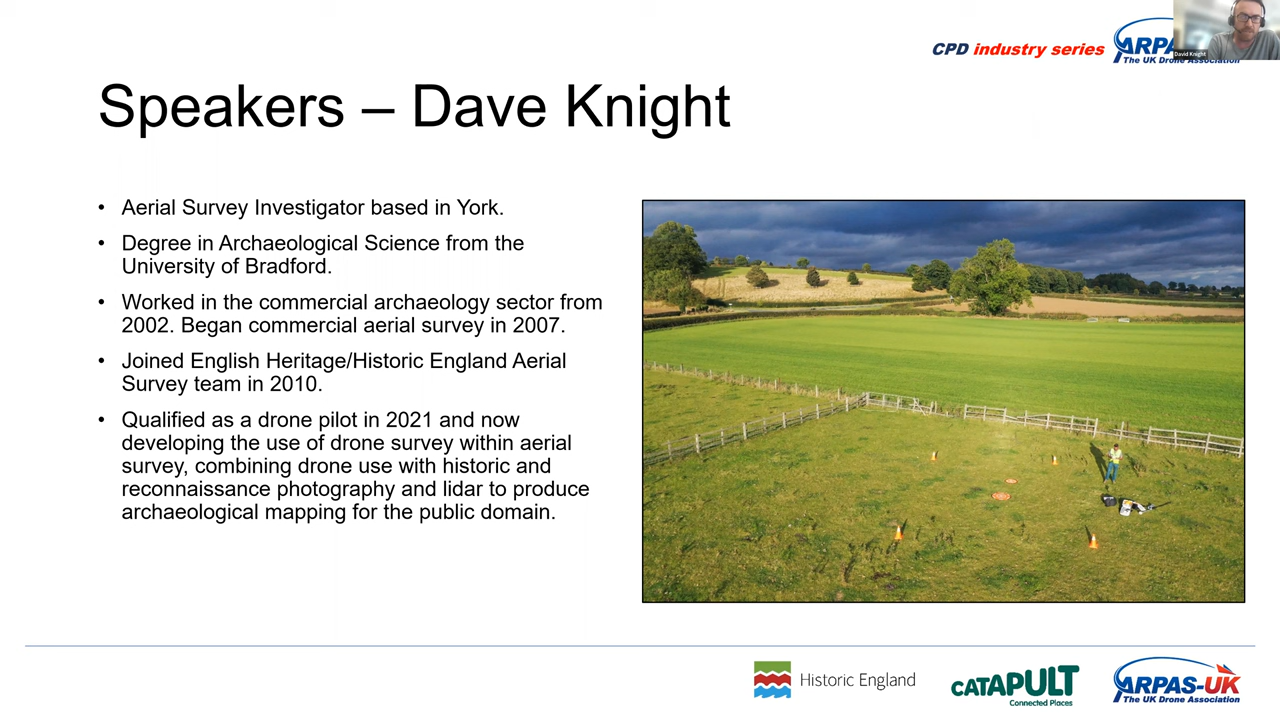 CPD industry series
ARPA
The UK Drone Association
David Knight
Speakers – Dave Knight
• Aerial Survey Investigator based in York.
• Degree in Archaeological Science from the
University of Bradford.
• Worked in the commercial archaeology sector from
2002. Began commercial aerial survey in 2007.
• Joined English Heritage/Historic England Aerial
Survey team in 2010.
• Qualified as a drone pilot in 2021 and now
developing the use of drone survey within aerial
survey, combining drone use with historic and
reconnaissance photography and lidar to produce
archaeological mapping for the public domain.
Historic England
CATAPULT
Connected Places
ARPAS-UK
The UK Drone Association